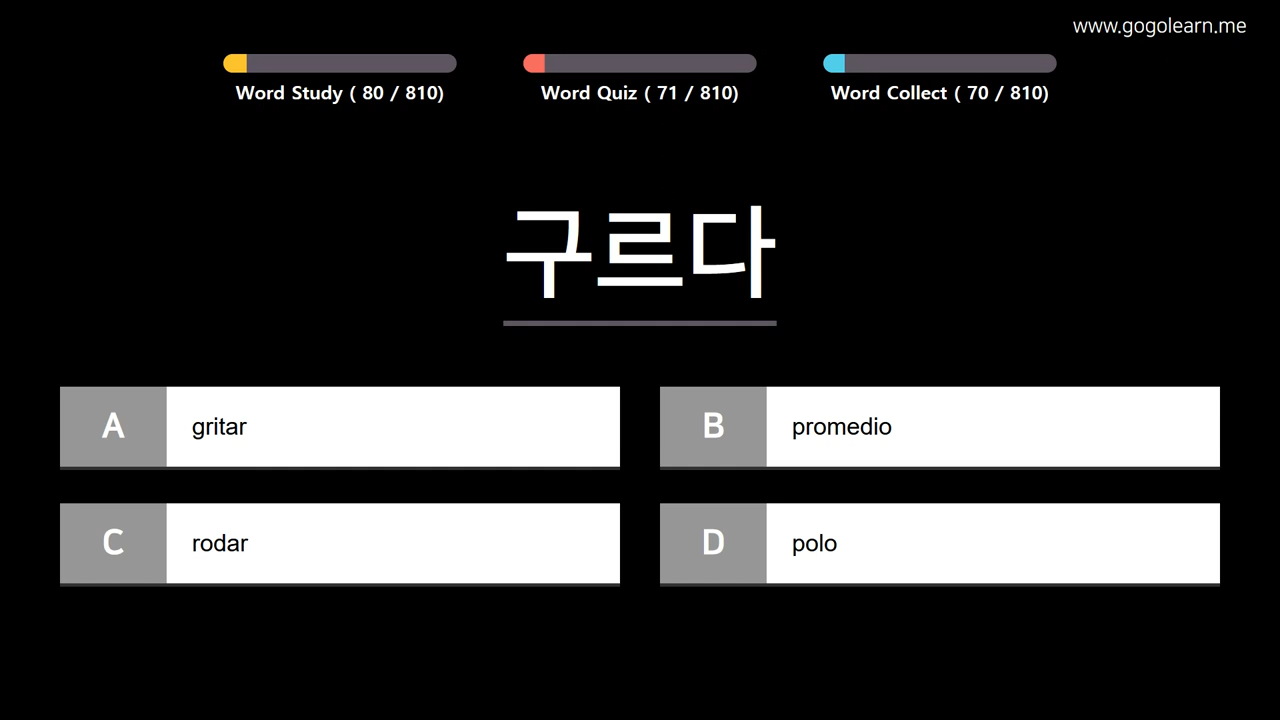 www.gogolearn.me
Word Study ( 80 / 810)
Word Quiz ( 71 / 810)
Word Collect ( 70 / 810)
구르다
A gritar
B promedio
C rodar
D polo